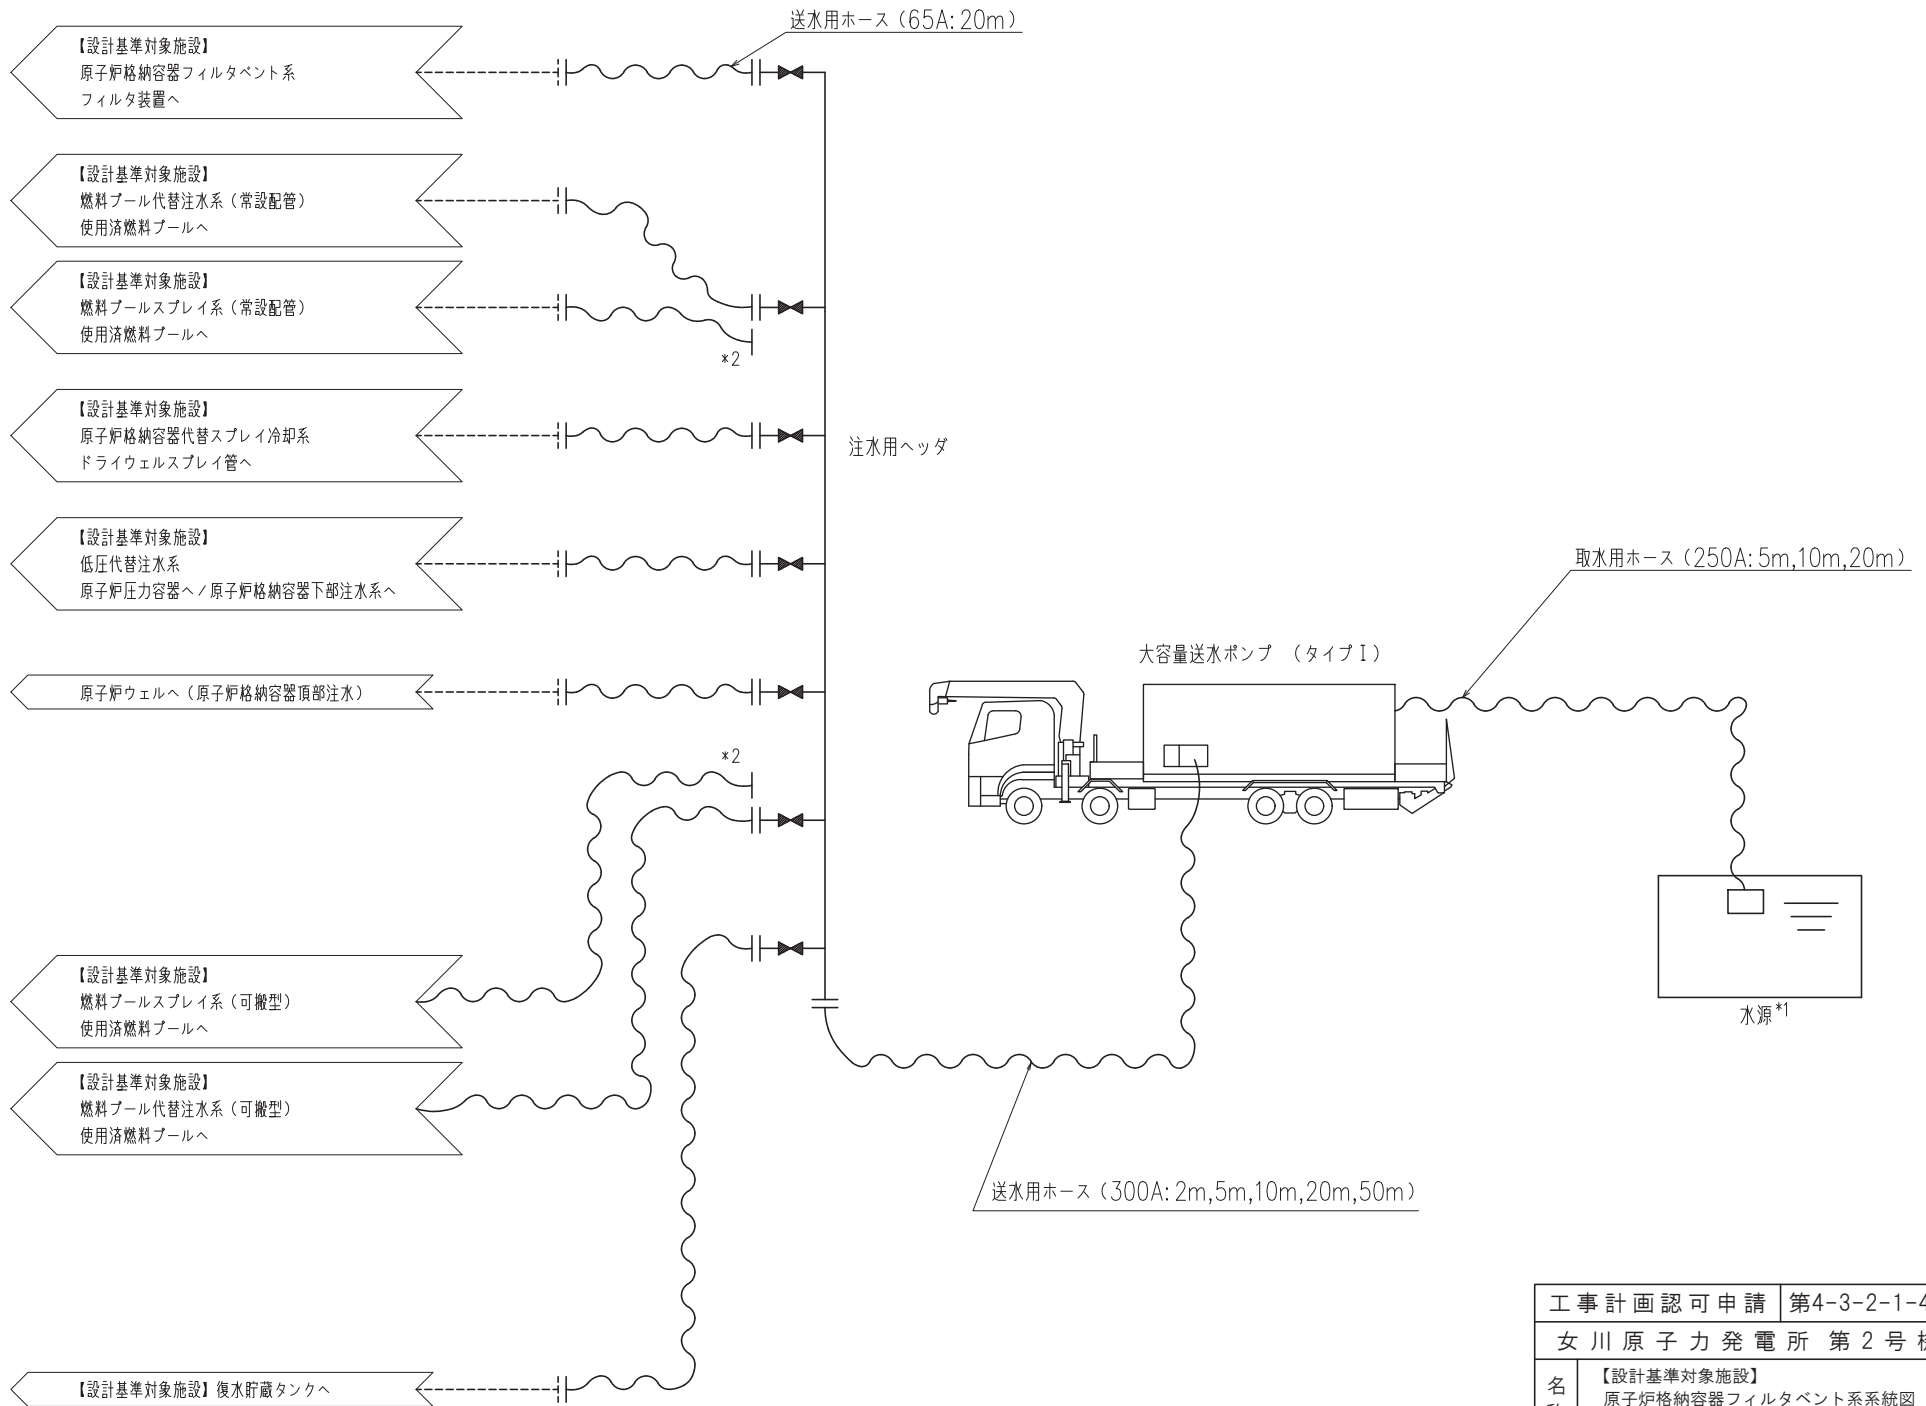 送水用ホース（65A:20m）
【設計基準対象施設】
原子炉格納容器フィルタベント系
フィルタ装置へ
【設計基準対象施設】
燃料プール代替注水系（常設配管）
使用済燃料プールへ
【設計基準対象施設】
燃料プールスプレイ系（常設配管）
使用済燃料プールへ
*2
【設計基準対象施設】
原子炉格納容器代替スプレイ冷却系
ドライウェルスプレイ管へ
注水用ヘッダ
【設計基準対象施設】
低圧代替注水系
原子炉圧力容器へ/原子炉格納容器下部注水系へ
取水用ホース（250A:5m,10m,20m）
大容量送水ポンプ （タイプⅠ）
原子炉ウェルへ（原子炉格納容器頂部注水）
*2
【設計基準対象施設】
燃料プールスプレイ系（可搬型）
使用済燃料プールへ
水源*1
【設計基準対象施設】
燃料プール代替注水系（可搬型）
使用済燃料プールへ
送水用ホース（300A:2m,5m,10m,20m,50m）
【設計基準対象施設】復水貯蔵タンクへ
工事計画認可申請 第4-3-2-1-4
女川原子力発電所 第2号
名
【設計基準対象施設】
原子炉格納容器フィルタベント系系統図